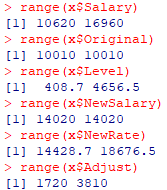 > range(x$Salary)
[1] 10620 16960
> range(x$Original)
[1] 10010 10010
> range(x$Level)
[1]  408.7 4656.5
> range(x$NewSalary)
[1] 14020 14020
> range(x$NewRate)
[1] 14428.7 18676.5
> range(x$Adjust)
[1] 1720 3810